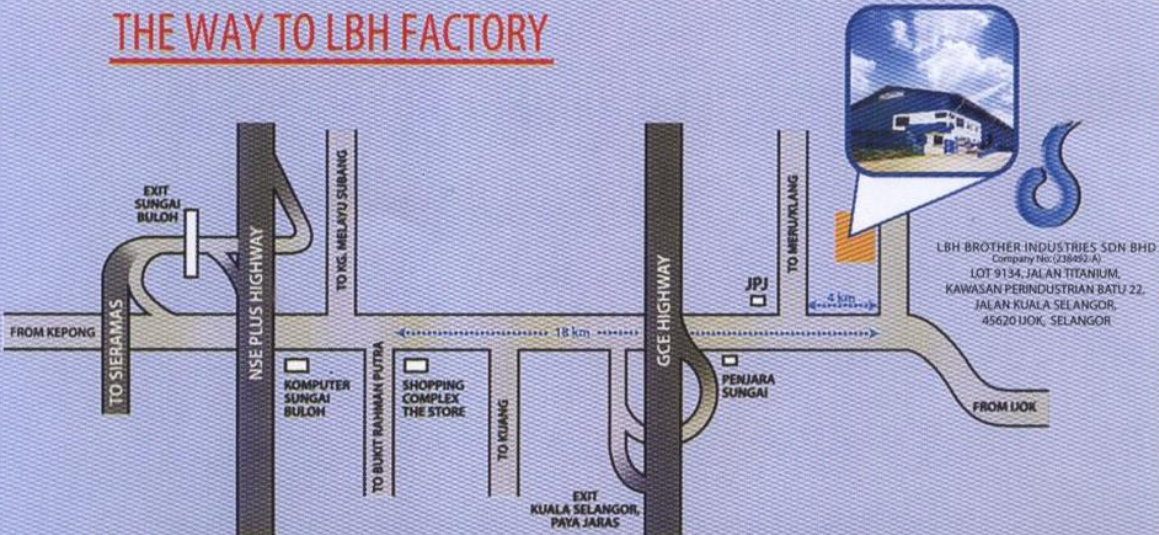 THE WAY TO LBH FACTORY
EXIT
SUNGAI
BULOH
TO KG. MELAYU SUBANG
NSE PLUS HIGHWAY
TO SIERAMAS
FROM KEPONG
KOMPUTER
SUNGAI
BULOH
TO BUKIT RAHMAN PUTRA
SHOPPING
COMPLEX
THE STORE
18 km
TO KUANG
EXIT
KUALA SELANGOR,
PAYA JARAS
GCE HIGHWAY
JPJ
PENJARA
SUNGAI
TO MERU/KLANG
4 km
FROM IJOK
LBH BROTHER INDUSTRIES SDN BHD
Company No:(238492-A)
LOT 9134, JALAN TITANIUM,
KAWASAN PERINDUSTRIAN BATU 22,
JALAN KUALA SELANGOR,
45620 IJOK, SELANGOR